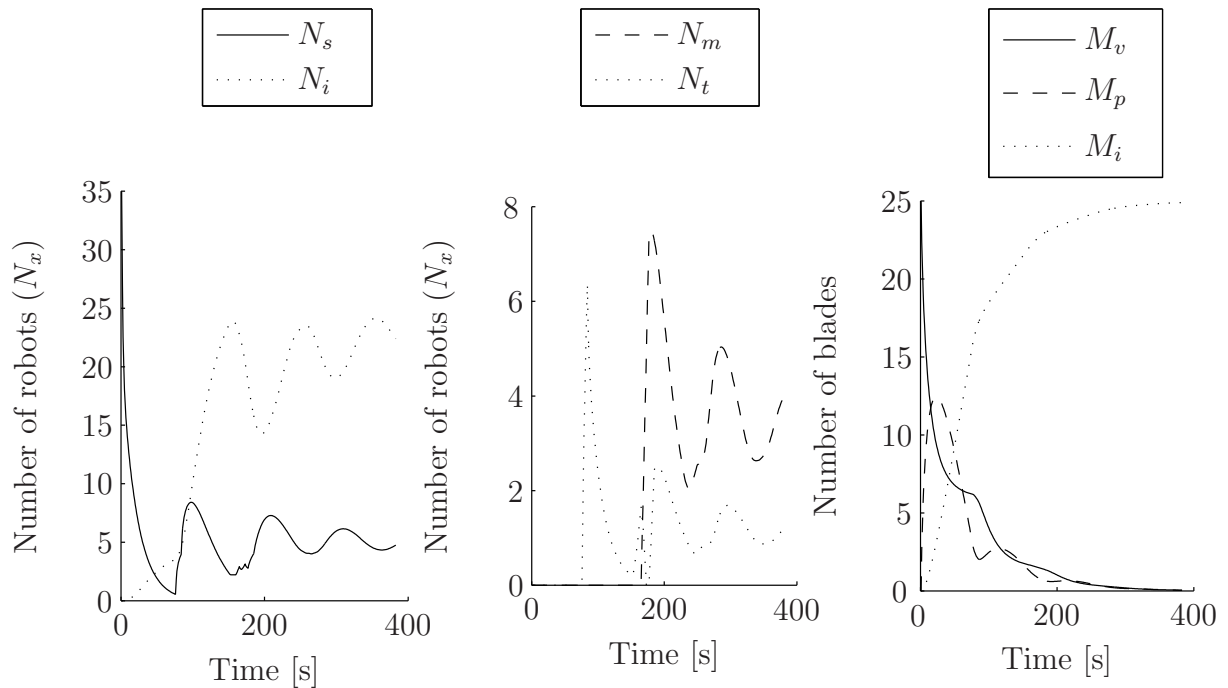 N_s
N_i
35
30
25
20
15
10
5
0
0
200
400
Time [s]
Number of robots (N_x)
N_m
N_t
8
6
4
2
0
0
200
400
Time [s]
Number of robots (N_x)
M_v
M_p
M_i
25
20
15
10
5
0
0
200
400
Time [s]
Number of blades